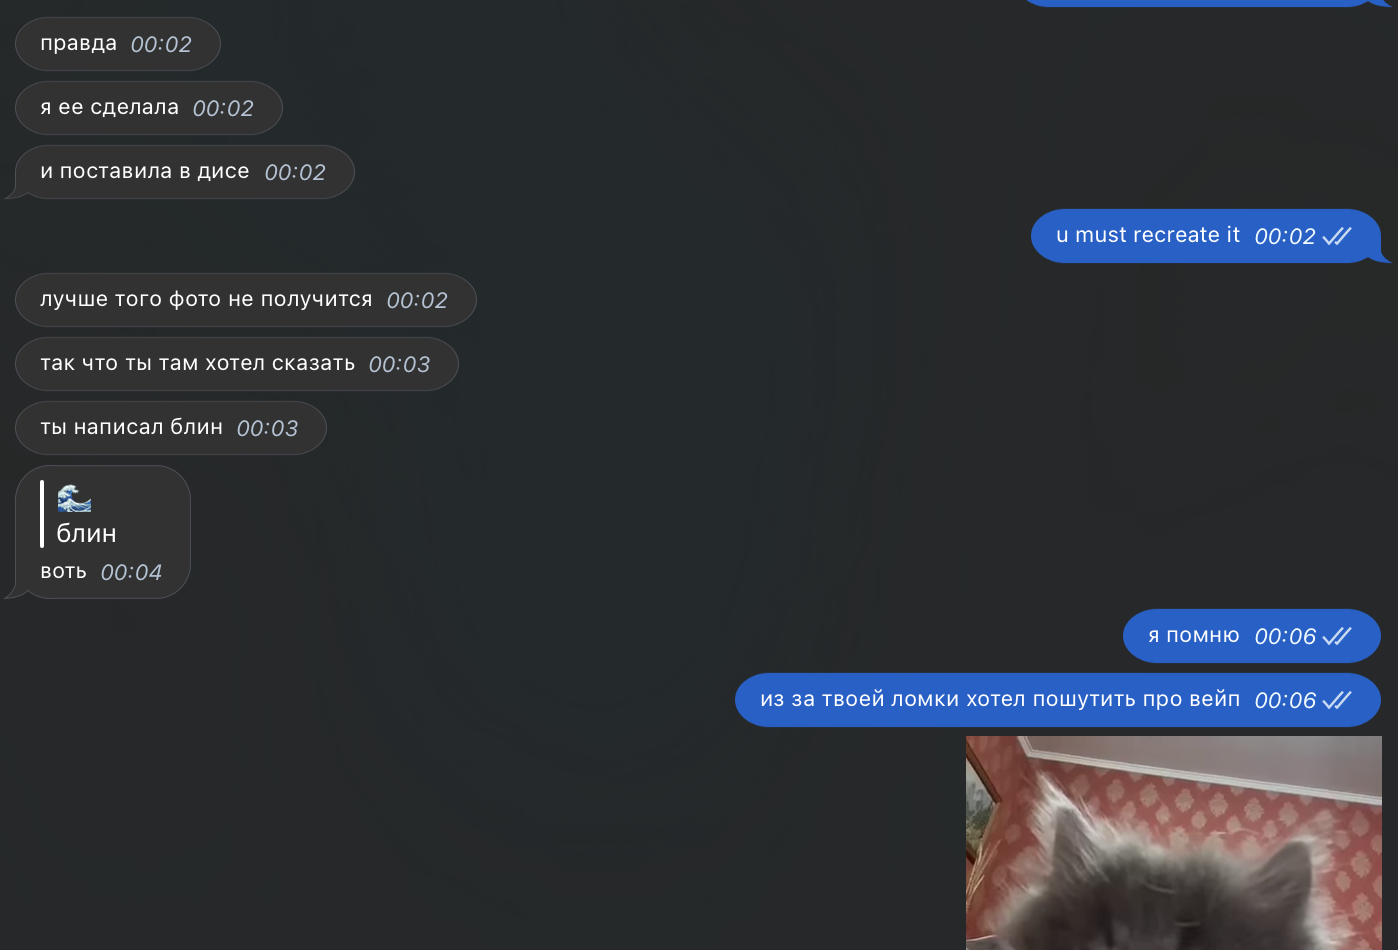 правда 00:02
я ее сделала 00:02
и поставила в дисе 00:02
u must recreate it 00:02
лучше того фото не получится 00:02
так что ты там хотел сказать 00:03
ты написал блин 00:03
🌊
блин
воть 00:04
я помню 00:06
из за твоей ломки хотел пошутить про вейп 00:06